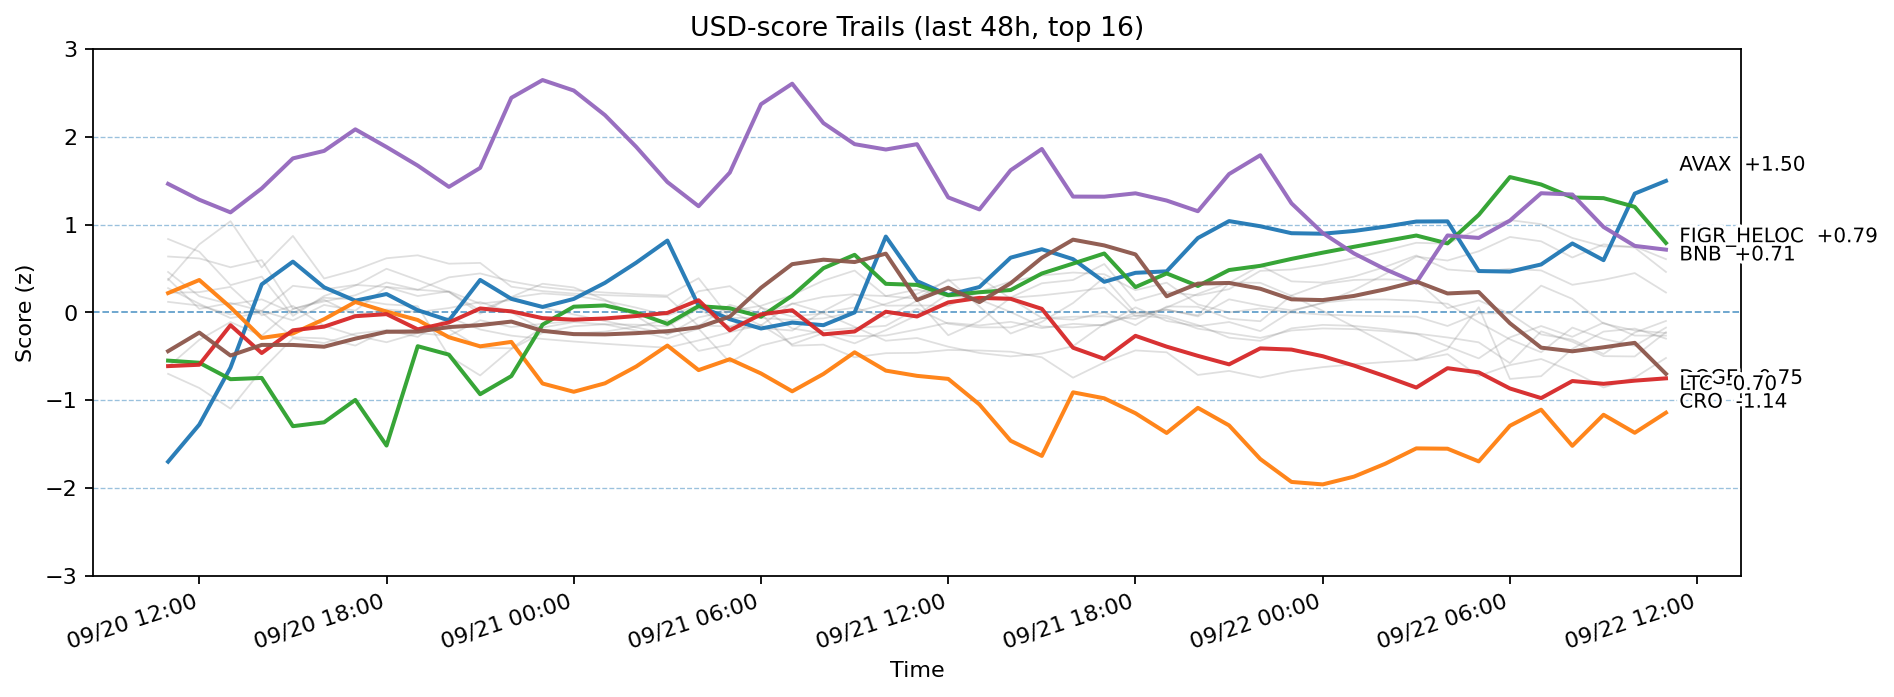 USD-score Trails (last 48h, top 16)
Score (z)
3
2
1
0
−1
−2
−3
AVAX +1.50
FIGR_HELOC +0.79
BNB +0.71
DOGE -0.75
LTC -0.70
CRO -1.14
09/20 12:00
09/20 18:00
09/21 00:00
09/21 06:00
09/21 12:00
09/21 18:00
09/22 00:00
09/22 06:00
09/22 12:00
Time